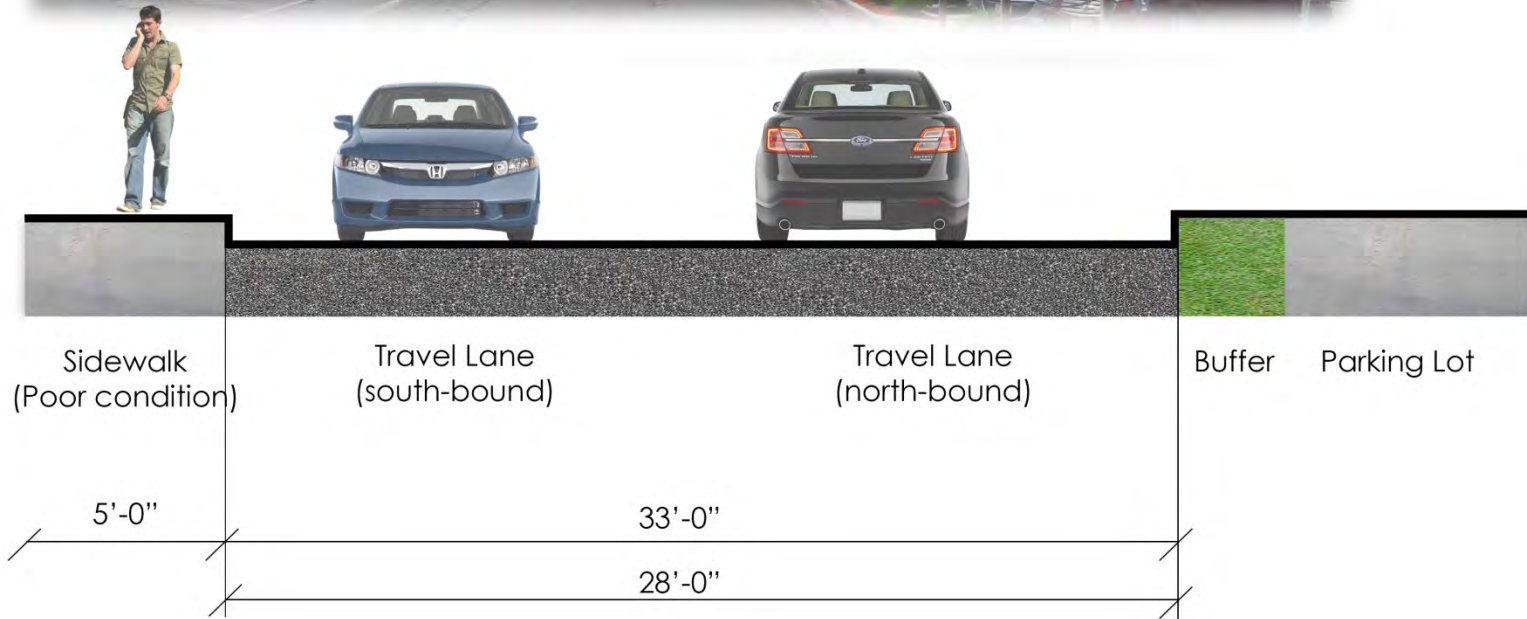 Sidewalk
(Poor condition)
Travel Lane
(south-bound)
Travel Lane
(north-bound)
Buffer
Parking Lot
5’-0”
33’-0”
28’-0”